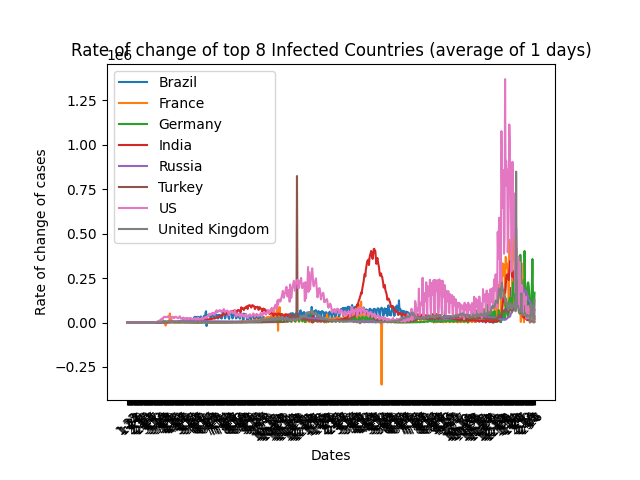 Rate of change of top 8 Infected Countries (average of 1 days)
1e6
Brazil
France
Germany
India
Russia
Turkey
US
United Kingdom
1.25
1.00
0.75
0.50
0.25
0.00
−0.25
Rate of change of cases
Dates